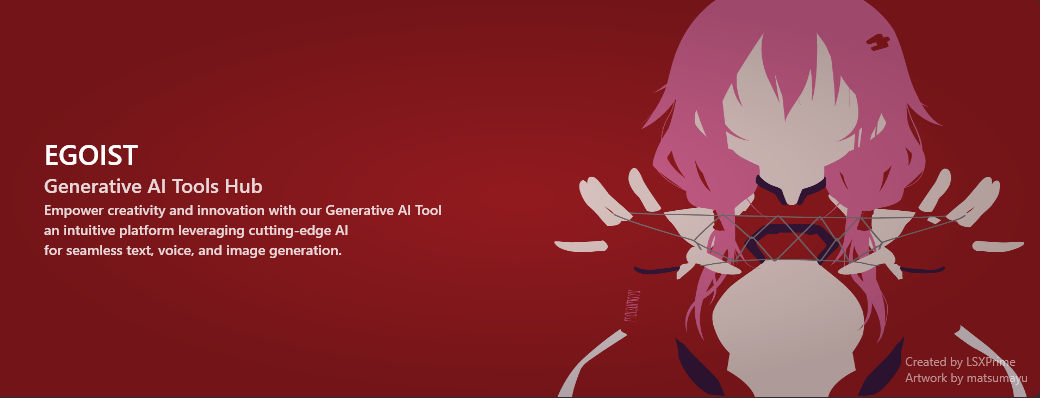 EGOIST
Generative AI Tools Hub
Empower creativity and innovation with our Generative AI Tool
an intuitive platform leveraging cutting-edge AI
for seamless text, voice, and image generation.
Created by LSXPrime
Artwork by matsumayu